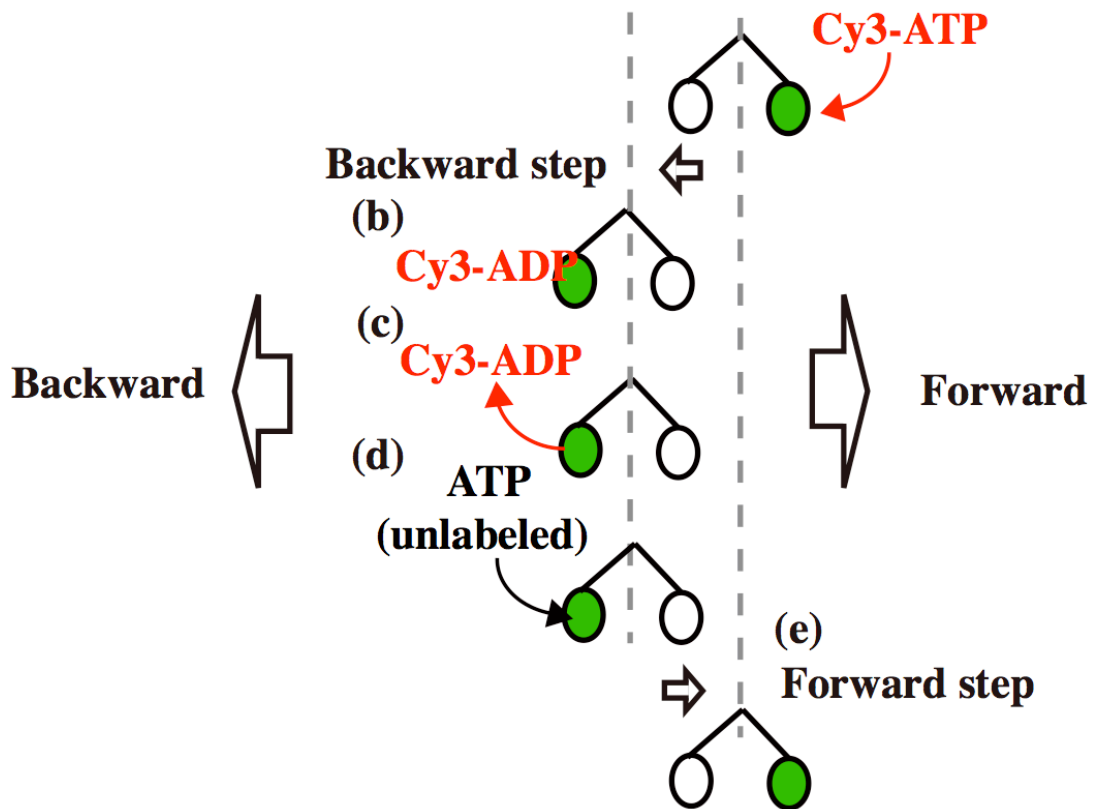 Cy3-ATP
Backward step
(b)
Cy3-ADP
(c)
Cy3-ADP
Backward
Forward
(d)
ATP
(unlabeled)
(e)
Forward step